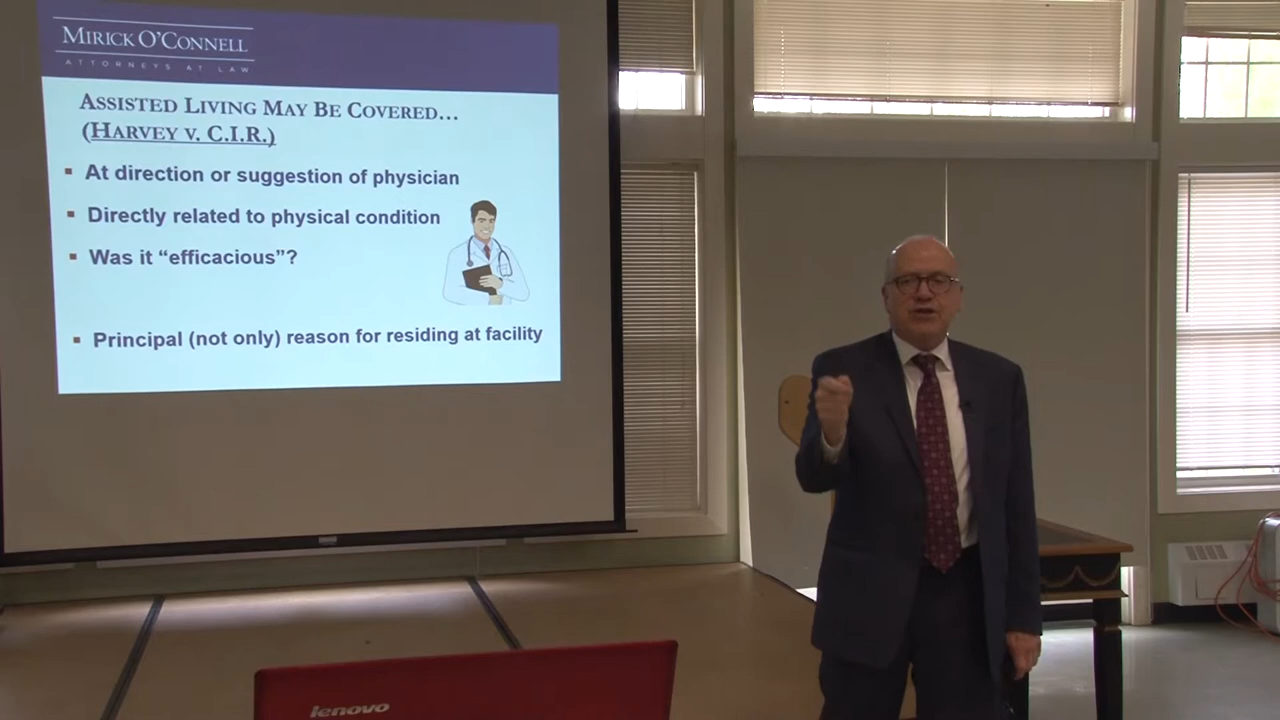 MIRICK O'CONNELL
ATTORNEYS AT LAW
ASSISTED LIVING MAY BE COVERED…
(HARVEY V. C.I.R.)
▪ At direction or suggestion of physician
▪ Directly related to physical condition
▪ Was it “efficacious”?
▪ Principal (not only) reason for residing at facility
lenovo